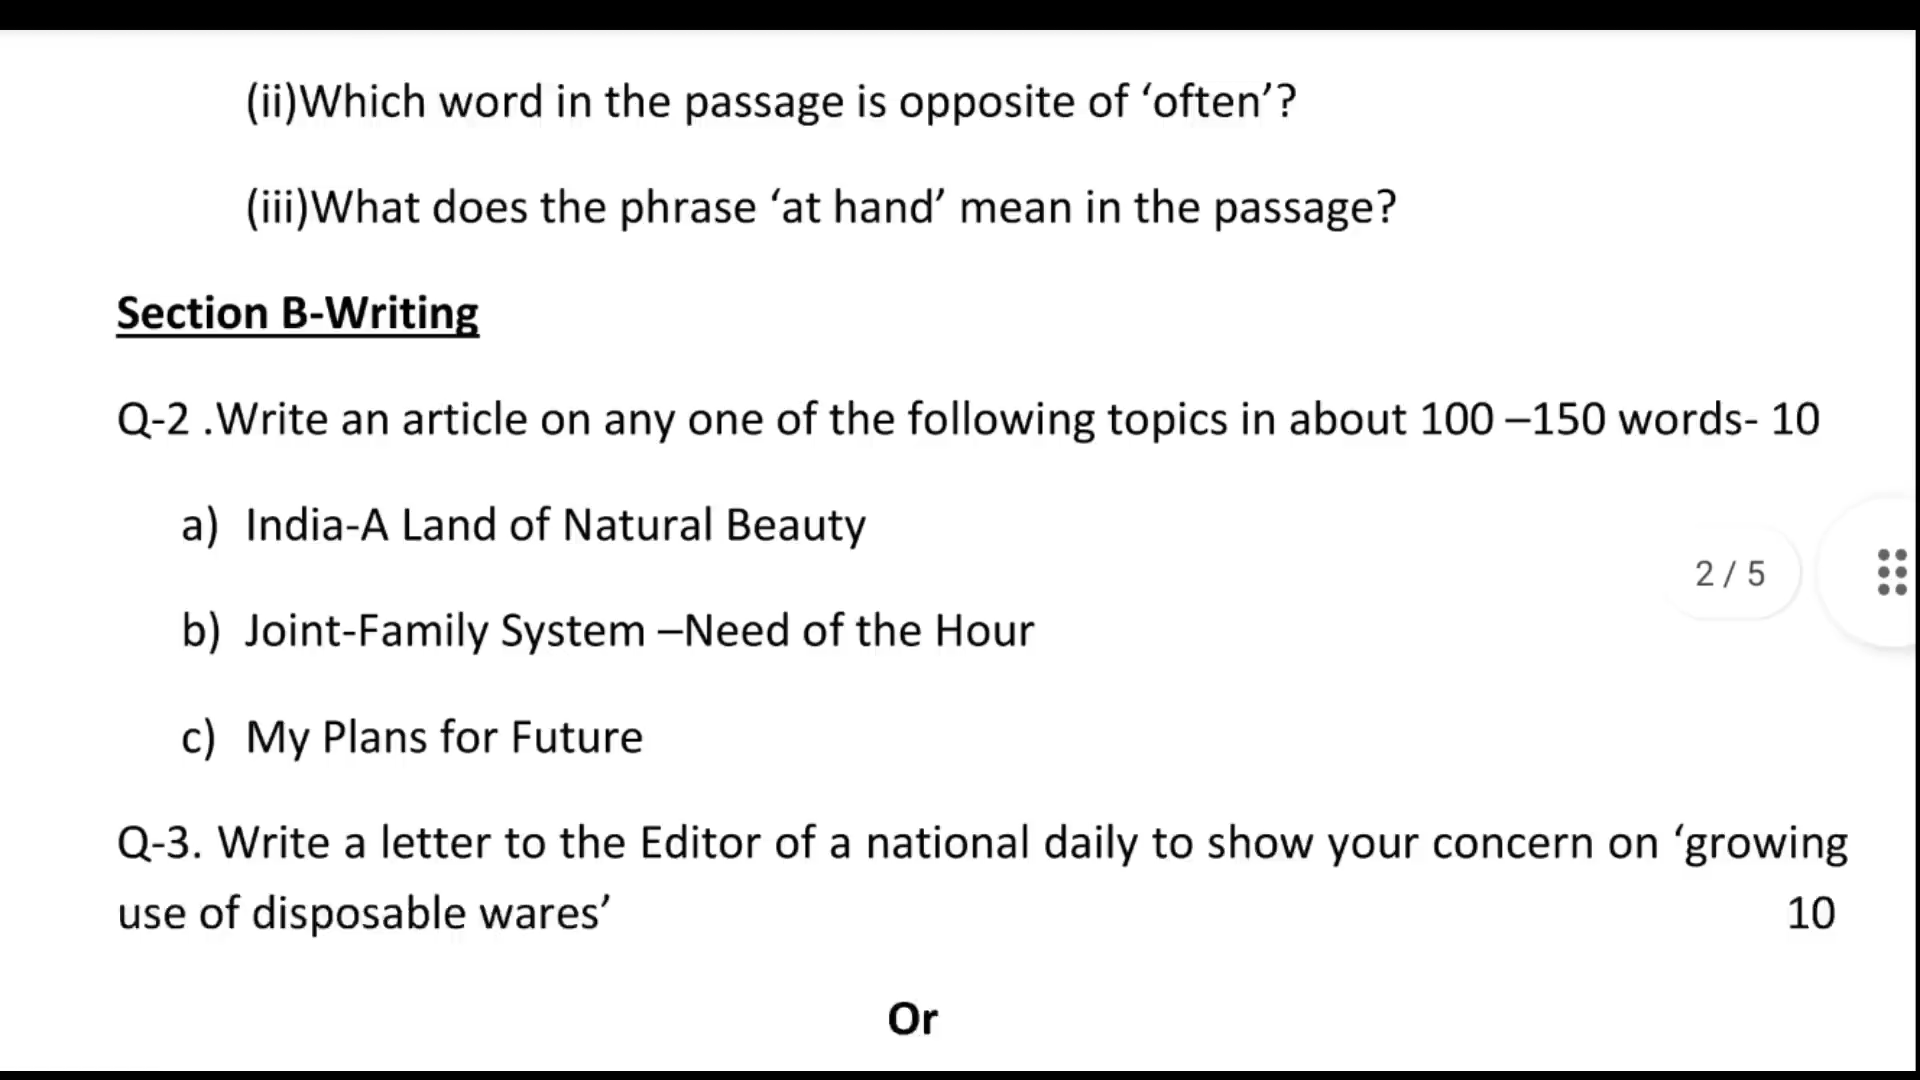 (ii)Which word in the passage is opposite of ‘often’?
(iii)What does the phrase ‘at hand’ mean in the passage?
Section B-Writing
Q-2 .Write an article on any one of the following topics in about 100 –150 words- 10
a) India-A Land of Natural Beauty
2 / 5
b) Joint-Family System –Need of the Hour
c) My Plans for Future
Q-3. Write a letter to the Editor of a national daily to show your concern on ‘growing
use of disposable wares’ 10
Or